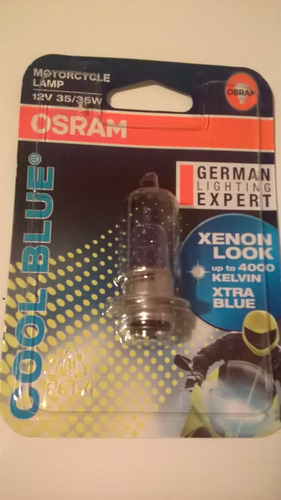 MOTORCYCLE
LAMP
12V 35/35W
OSRAM
OSRAM
GERMAN
LIGHTING
EXPERT
COOL BLUE®
XENON
LOOK
up to 4000
KELVIN
XTRA
BLUE